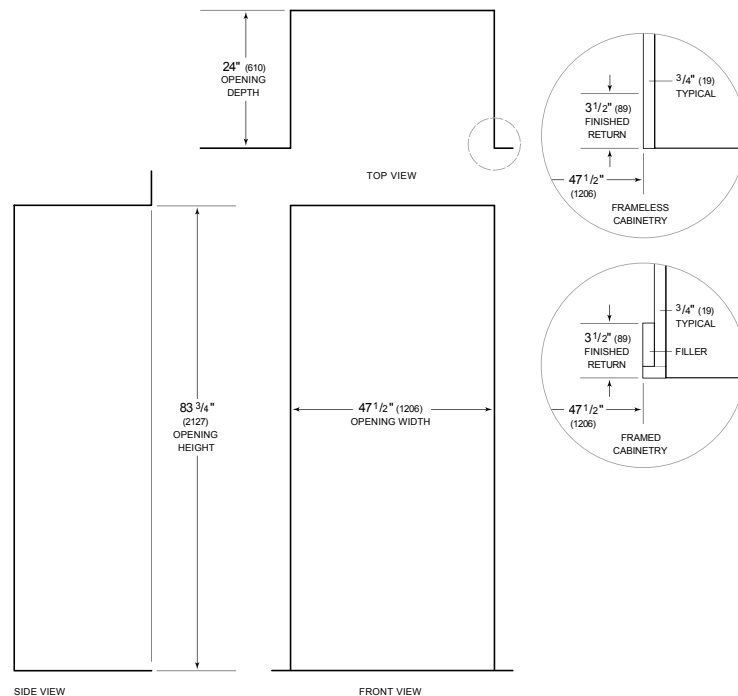 24" (610)
OPENING
DEPTH
TOP VIEW
3/4" (19)
TYPICAL
3 1/2" (89)
FINISHED
RETURN
47 1/2"
(1206)
FRAMELESS
CABINETRY
83 3/4"
(2127)
OPENING
HEIGHT
47 1/2" (1206)
OPENING WIDTH
3/4" (19)
TYPICAL
3 1/2" (89)
FINISHED
RETURN
FILLER
47 1/2"
(1206)
FRAMED
CABINETRY
SIDE VIEW
FRONT VIEW